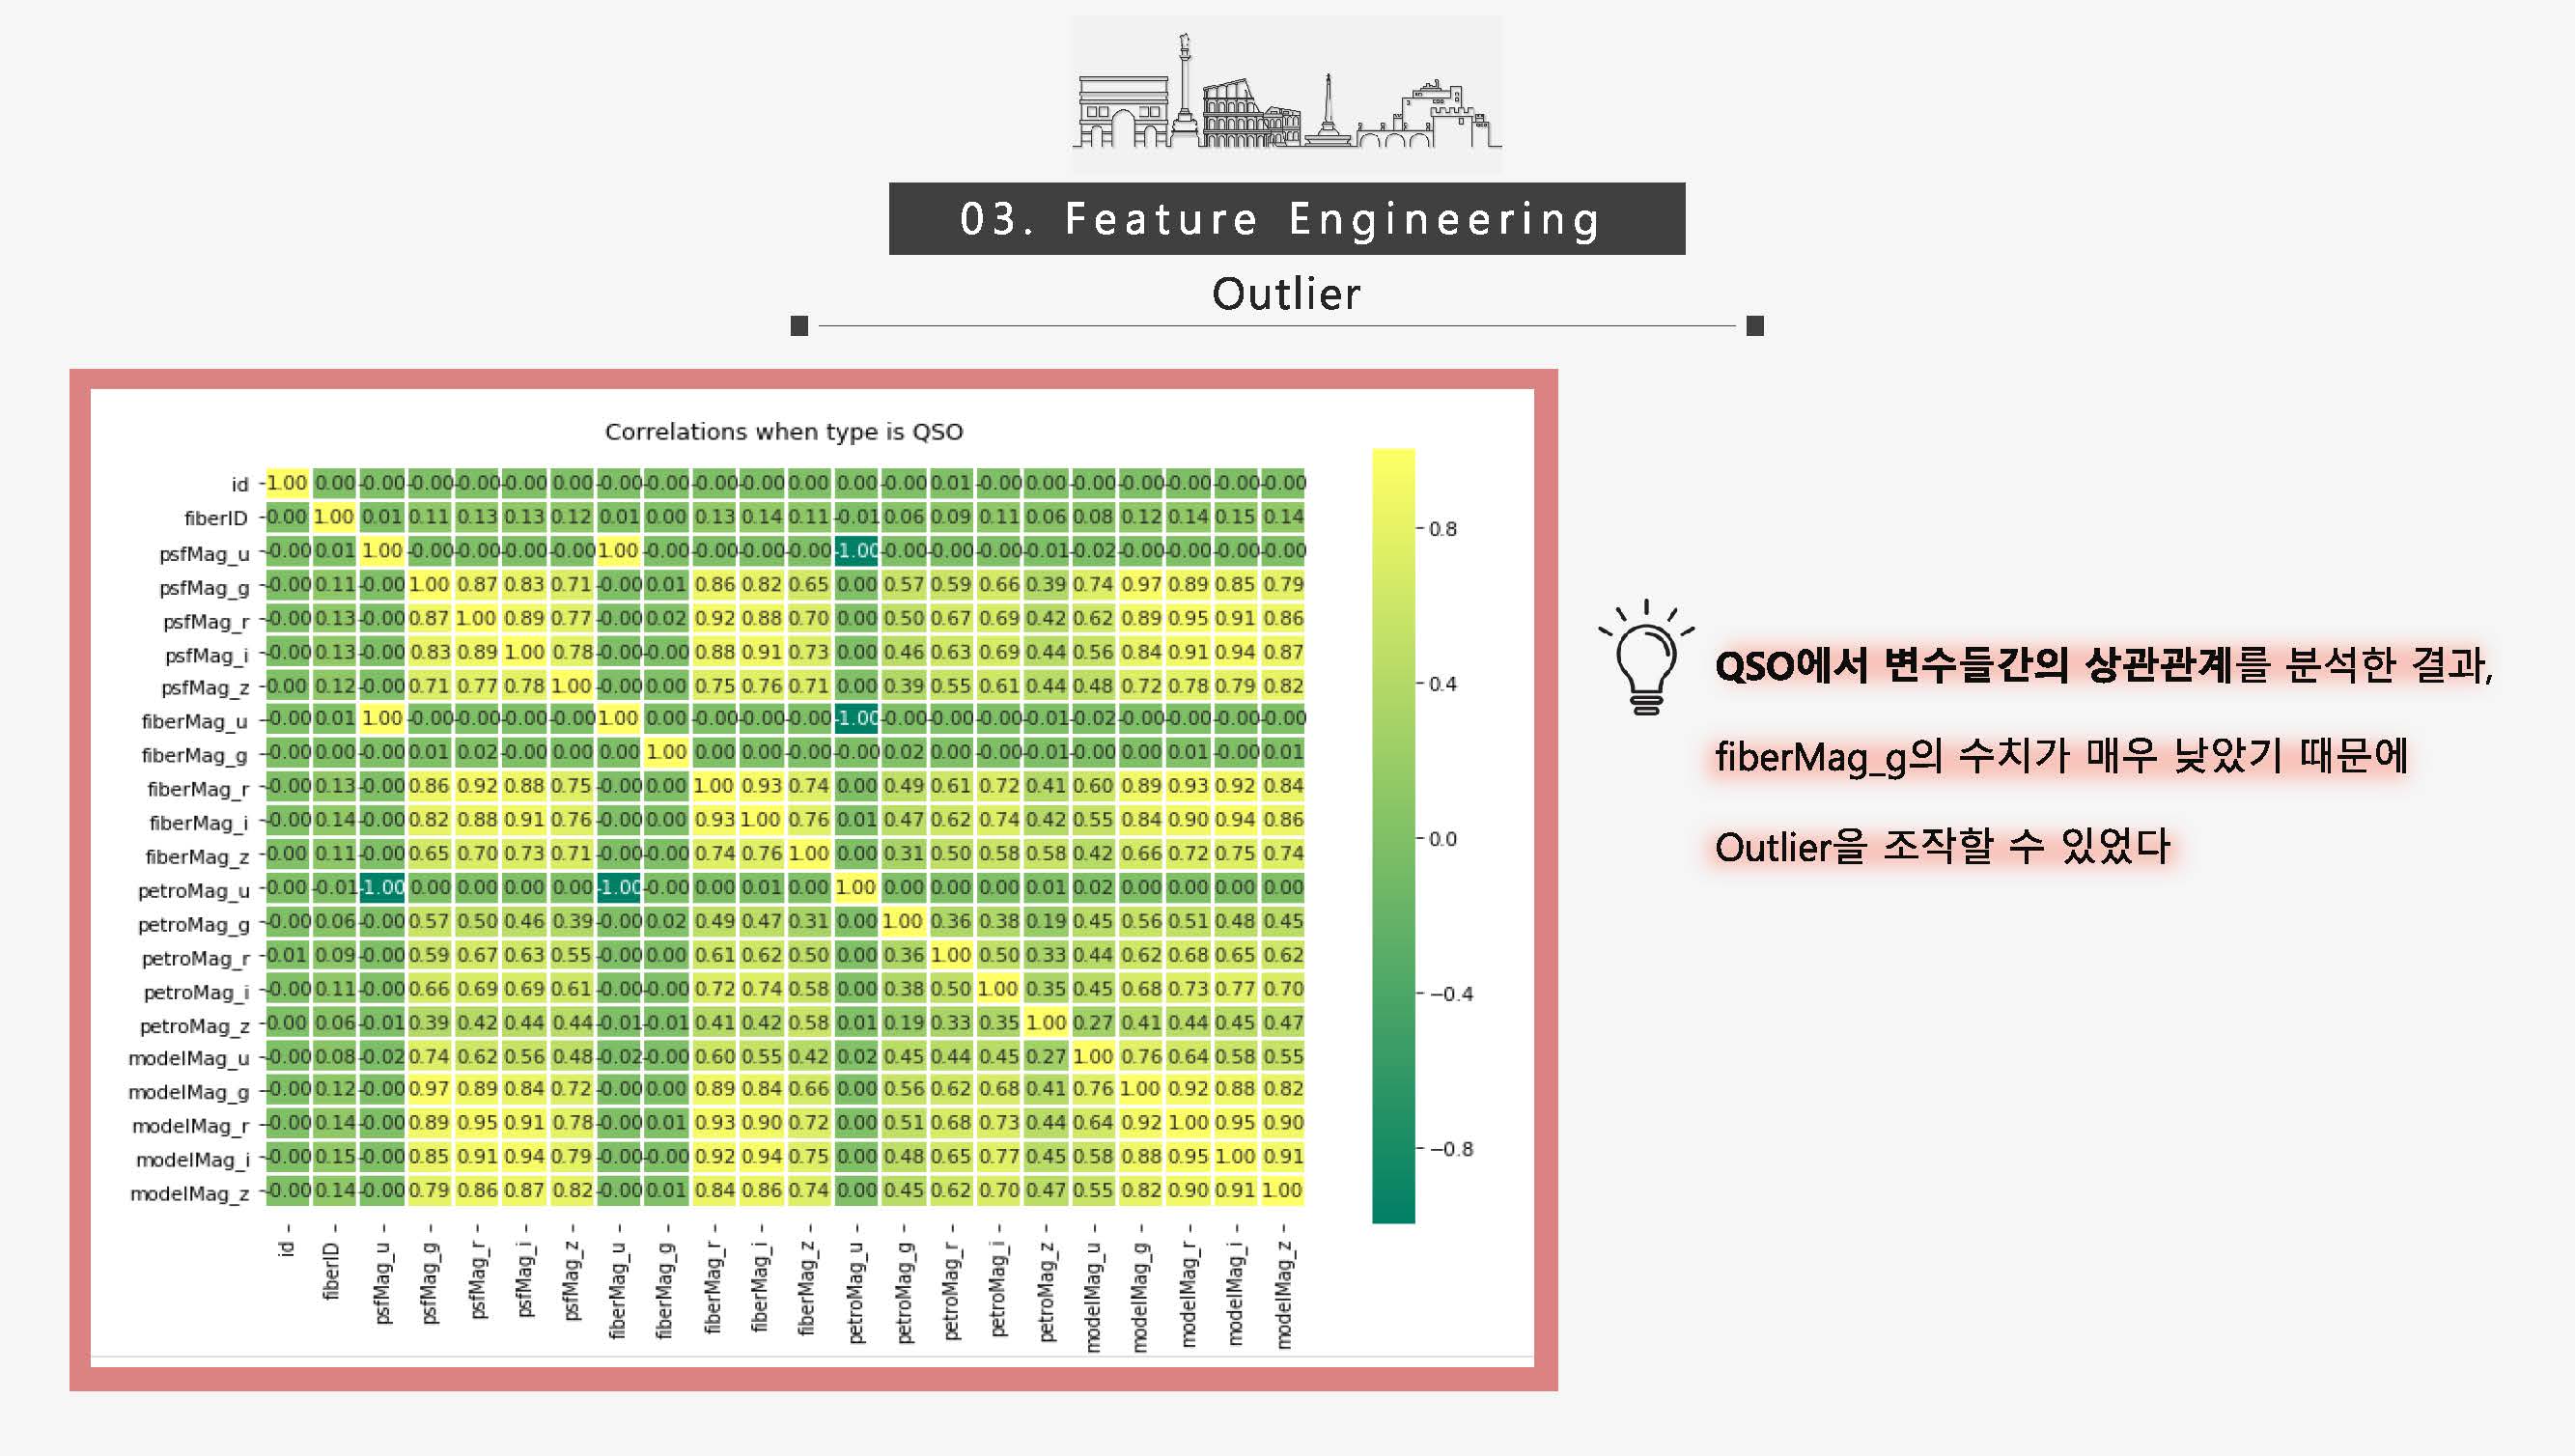 03. Feature Engineering
Outlier
Correlations when type is QSO
id 1.00 0.00 -0.00 -0.00 -0.00 -0.00 0.00 -0.00 -0.00 -0.00 -0.00 0.00 0.00 -0.00 0.01 -0.00 0.00 -0.00 -0.00 -0.00 -0.00 -0.00
fiberID 0.00 1.00 0.01 0.11 0.13 0.13 0.12 0.01 0.00 0.13 0.14 0.11 -0.01 0.06 0.09 0.11 0.06 0.08 0.12 0.14 0.15 0.14
psfMag_u -0.00 0.01 1.00 -0.00 -0.00 -0.00 -0.00 1.00 -0.00 -0.00 -0.00 -0.00 -1.00 -0.00 -0.00 -0.00 -0.01 -0.02 -0.00 -0.00 -0.00 -0.00
psfMag_g -0.00 0.11 -0.00 1.00 0.87 0.83 0.71 -0.00 0.01 0.86 0.82 0.65 0.00 0.57 0.59 0.66 0.39 0.74 0.97 0.89 0.85 0.79
psfMag_r -0.00 0.13 -0.00 0.87 1.00 0.89 0.77 -0.00 0.02 0.92 0.88 0.70 0.00 0.50 0.67 0.69 0.42 0.62 0.89 0.95 0.91 0.86
psfMag_i -0.00 0.13 -0.00 0.83 0.89 1.00 0.78 -0.00 -0.00 0.88 0.91 0.73 0.00 0.46 0.63 0.69 0.44 0.56 0.84 0.91 0.94 0.87
psfMag_z 0.00 0.12 -0.00 0.71 0.77 0.78 1.00 -0.00 0.00 0.75 0.76 0.71 0.00 0.39 0.55 0.61 0.44 0.48 0.72 0.78 0.79 0.82
fiberMag_u -0.00 0.01 1.00 -0.00 -0.00 -0.00 -0.00 1.00 0.00 -0.00 -0.00 -0.00 -1.00 -0.00 -0.00 -0.00 -0.01 -0.02 -0.00 -0.00 -0.00 -0.00
fiberMag_g -0.00 0.00 -0.00 0.01 0.02 -0.00 0.00 0.00 1.00 0.00 0.00 -0.00 -0.00 0.02 0.00 -0.00 -0.01 -0.00 0.00 0.01 -0.00 0.01
fiberMag_r -0.00 0.13 -0.00 0.86 0.92 0.88 0.75 -0.00 0.00 1.00 0.93 0.74 0.00 0.49 0.61 0.72 0.41 0.60 0.89 0.93 0.92 0.84
fiberMag_i -0.00 0.14 -0.00 0.82 0.88 0.91 0.76 -0.00 0.00 0.93 1.00 0.76 0.01 0.47 0.62 0.74 0.42 0.55 0.84 0.90 0.94 0.86
fiberMag_z 0.00 0.11 -0.00 0.65 0.70 0.73 0.71 -0.00 -0.00 0.74 0.76 1.00 0.00 0.31 0.50 0.58 0.58 0.42 0.66 0.72 0.75 0.74
petroMag_u 0.00 -0.01 -1.00 0.00 0.00 0.00 0.00 -1.00 -0.00 0.00 0.01 0.00 1.00 0.00 0.00 0.00 0.01 0.02 0.00 0.00 0.00 0.00
petroMag_g -0.00 0.06 -0.00 0.57 0.50 0.46 0.39 -0.00 0.02 0.49 0.47 0.31 0.00 1.00 0.36 0.38 0.19 0.45 0.56 0.51 0.48 0.45
petroMag_r 0.01 0.09 -0.00 0.59 0.67 0.63 0.55 -0.00 0.00 0.61 0.62 0.50 0.00 0.36 1.00 0.50 0.33 0.44 0.62 0.68 0.65 0.62
petroMag_i -0.00 0.11 -0.00 0.66 0.69 0.69 0.61 -0.00 -0.00 0.72 0.74 0.58 0.00 0.38 0.50 1.00 0.35 0.45 0.68 0.73 0.77 0.70
petroMag_z 0.00 0.06 -0.01 0.39 0.42 0.44 0.44 -0.01 -0.01 0.41 0.42 0.58 0.01 0.19 0.33 0.35 1.00 0.27 0.41 0.44 0.45 0.47
modelMag_u -0.00 0.08 -0.02 0.74 0.62 0.56 0.48 -0.02 -0.00 0.60 0.55 0.42 0.02 0.45 0.44 0.45 0.27 1.00 0.76 0.64 0.58 0.55
modelMag_g -0.00 0.12 -0.00 0.97 0.89 0.84 0.72 -0.00 0.00 0.89 0.84 0.66 0.00 0.56 0.62 0.68 0.41 0.76 1.00 0.92 0.88 0.82
modelMag_r -0.00 0.14 -0.00 0.89 0.95 0.91 0.78 -0.00 0.01 0.93 0.90 0.72 0.00 0.51 0.68 0.73 0.44 0.64 0.92 1.00 0.95 0.90
modelMag_i -0.00 0.15 -0.00 0.85 0.91 0.94 0.79 -0.00 -0.00 0.92 0.94 0.75 0.00 0.48 0.65 0.77 0.45 0.58 0.88 0.95 1.00 0.91
modelMag_z -0.00 0.14 -0.00 0.79 0.86 0.87 0.82 -0.00 0.01 0.84 0.86 0.74 0.00 0.45 0.62 0.70 0.47 0.55 0.82 0.90 0.91 1.00
id fiberID psfMag_u psfMag_g psfMag_r psfMag_i psfMag_z fiberMag_u fiberMag_g fiberMag_r fiberMag_i fiberMag_z petroMag_u petroMag_g petroMag_r petroMag_i petroMag_z modelMag_u modelMag_g modelMag_r modelMag_i modelMag_z
0.8
0.4
0.0
−0.4
−0.8
QSO에서 변수들간의 상관관계를 분석한 결과,
fiberMag_g의 수치가 매우 낮았기 때문에
Outlier을 조작할 수 있었다